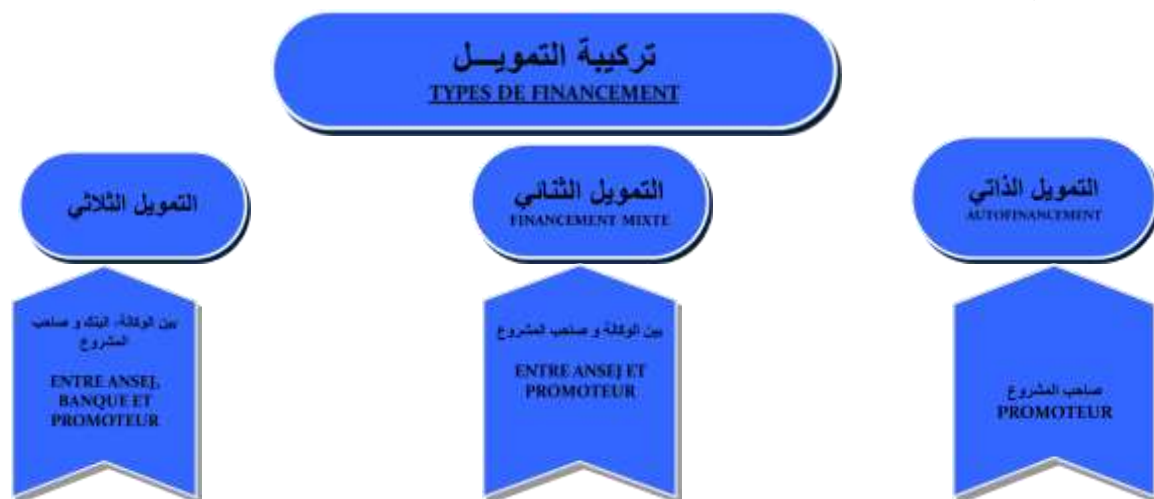 تركيبة التمويـــل
TYPES DE FINANCEMENT
التمويل الذاتي
AUTOFINANCEMENT
التمويل الثنائي
FINANCEMENT MIXTE
التمويل الثلاثي
صاحب المشروع
PROMOTEUR
بين الوكالة و صاحب المشروع
ENTRE ANSEJ ET
PROMOTEUR
بين الوكالة، البنك و صاحب
المشروع
ENTRE ANSEJ,
BANQUE ET
PROMOTEUR